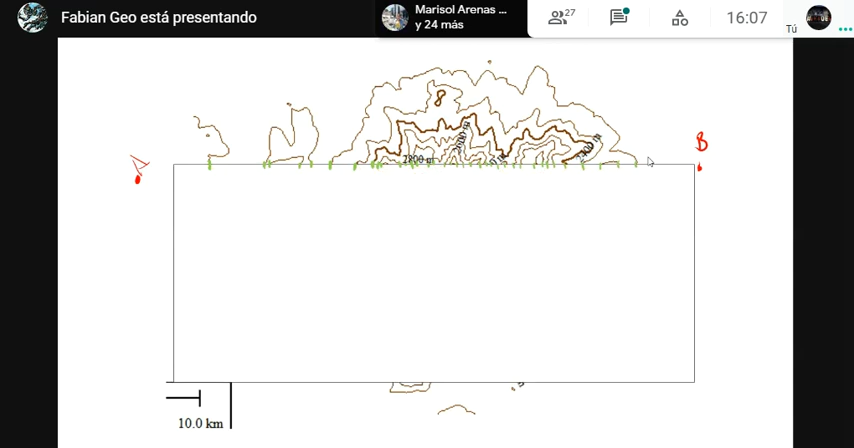 Fabian Geo está presentando
Marisol Arenas ...
y 24 más
27
16:07
Tú
B
A
2800 m
10.0 km